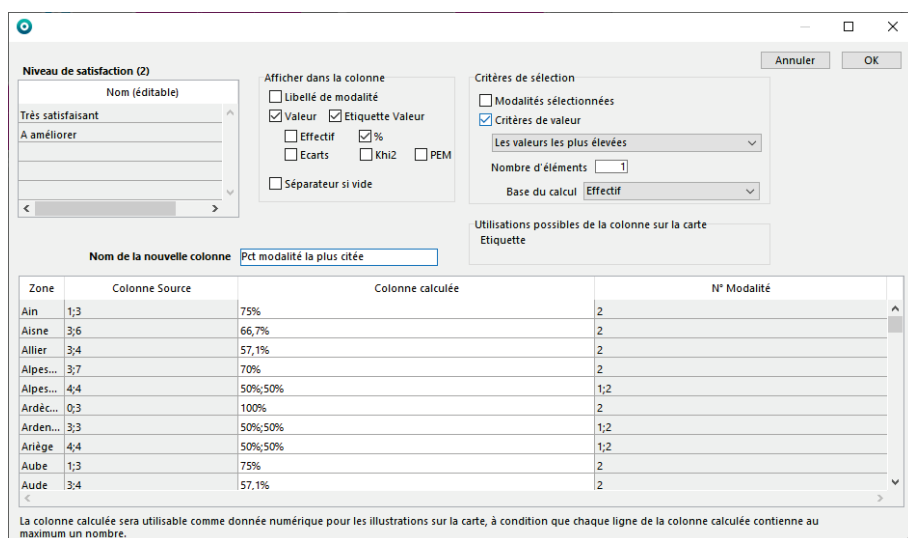 Annuler OK
Niveau de satisfaction (2)
Nom (éditable)
Très satisfaisant
A améliorer
Afficher dans la colonne
Libellé de modalité
Valeur Etiquette Valeur
Effectif %
Ecarts Khi2 PEM
Séparateur si vide
Critères de sélection
Modalités sélectionnées
Critères de valeur
Les valeurs les plus élevées
Nombre d'éléments 1
Base du calcul Effectif
Utilisations possibles de la colonne sur la carte
Etiquette
Nom de la nouvelle colonne Pct modalité la plus citée
Zone Colonne Source Colonne calculée N° Modalité
Ain 1;3 75% 2
Aisne 3;6 66,7% 2
Allier 3;4 57,1% 2
Alpes... 3;7 70% 2
Alpes... 4;4 50%;50% 1;2
Ardèc... 0;3 100% 2
Arden... 3;3 50%;50% 1;2
Ariège 4;4 50%;50% 1;2
Aube 1;3 75% 2
Aude 3;4 57,1% 2
La colonne calculée sera utilisable comme donnée numérique pour les illustrations sur la carte, à condition que chaque ligne de la colonne calculée contienne au
maximum un nombre.